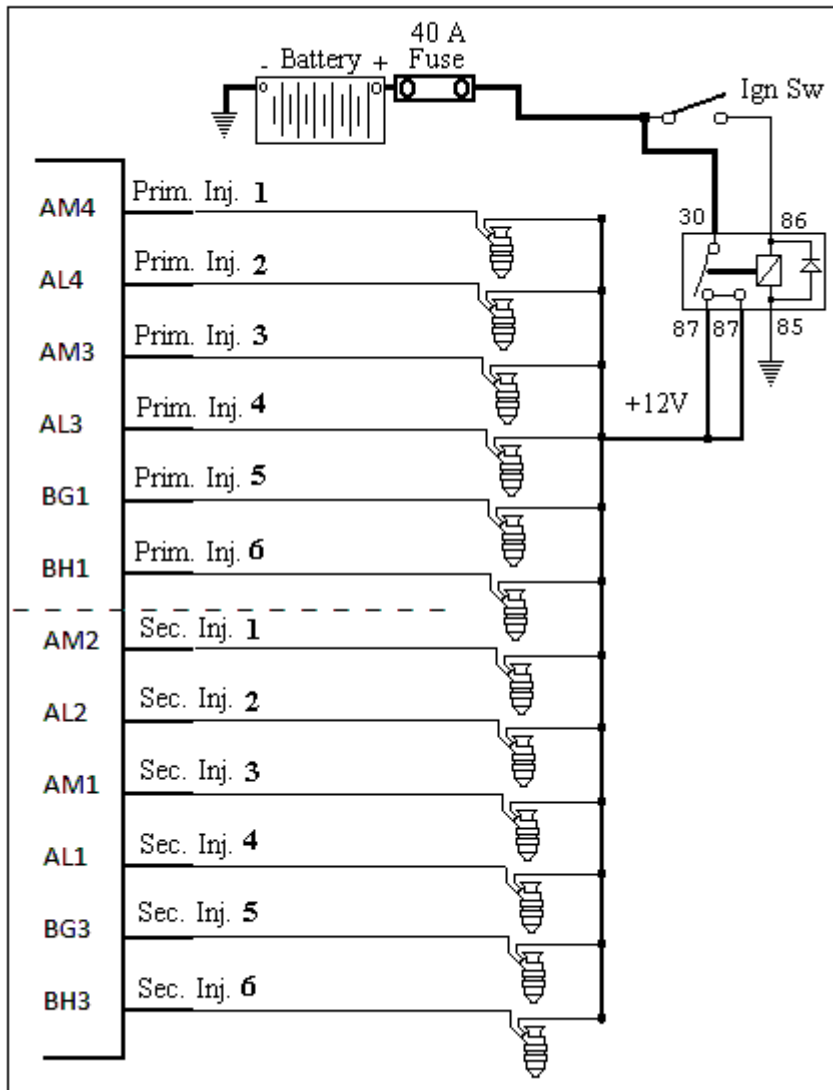 40 A
- Battery + Fuse
Ign Sw
AM4 Prim. Inj. 1
30 86
AL4 Prim. Inj. 2
87 87 85
AM3 Prim. Inj. 3
+12V
AL3 Prim. Inj. 4
BG1 Prim. Inj. 5
BH1 Prim. Inj. 6
AM2 Sec. Inj. 1
AL2 Sec. Inj. 2
AM1 Sec. Inj. 3
AL1 Sec. Inj. 4
BG3 Sec. Inj. 5
BH3 Sec. Inj. 6